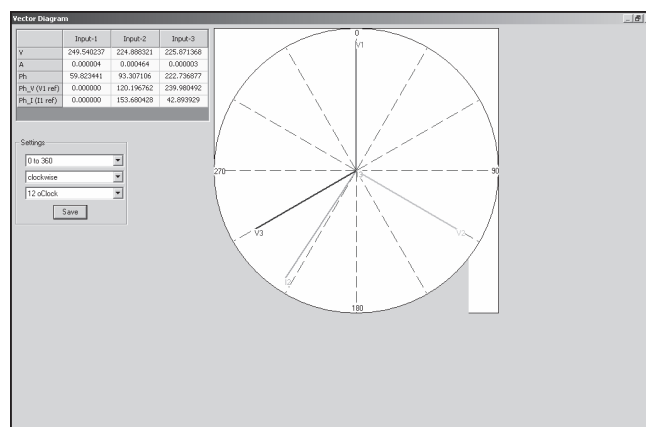 Vector Diagram
Input-1 Input-2 Input-3
V 249.540237 224.888321 225.871368
A 0.000004 0.000464 0.000003
Ph 59.823441 93.307106 222.736877
Ph_V (V1 ref) 0.000000 120.196762 239.980492
Ph_I (I1 ref) 0.000000 153.680428 42.893929
Settings
0 to 360
clockwise
12 oClock
Save
0
V1
270
90
V3
V2
I2
180